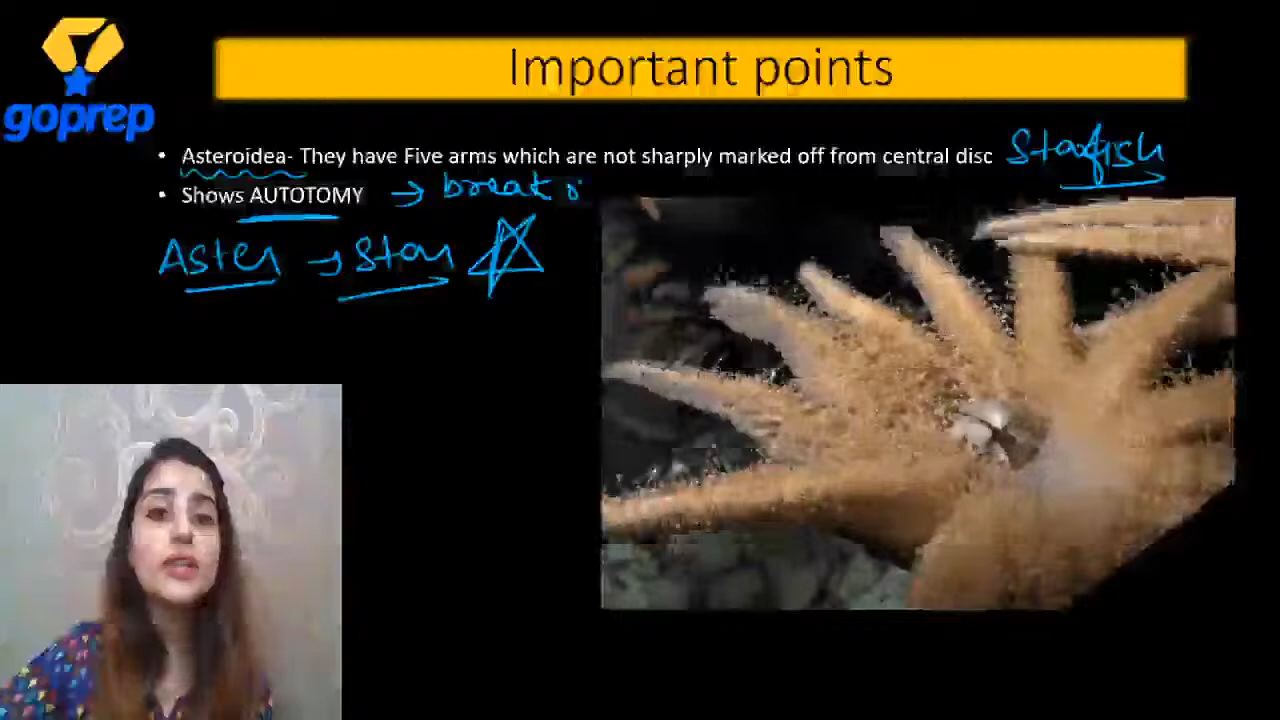 Important points
goprep
• Asteroidea- They have Five arms which are not sharply marked off from central disc Starfish
• Shows AUTOTOMY → break
Aster → Star